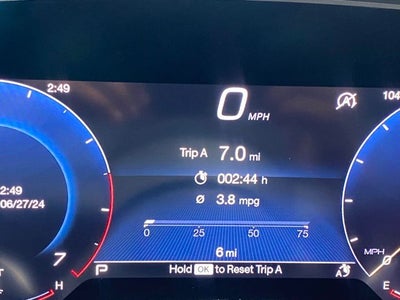 2:49
0 MPH
104
Trip A 7.0 mi
002:44 h
2:49
06/27/24
Ø 3.8 mpg
0 25 50 75
7
6 mi
MPH
0
P
H
Hold OK to Reset Trip A
A
E